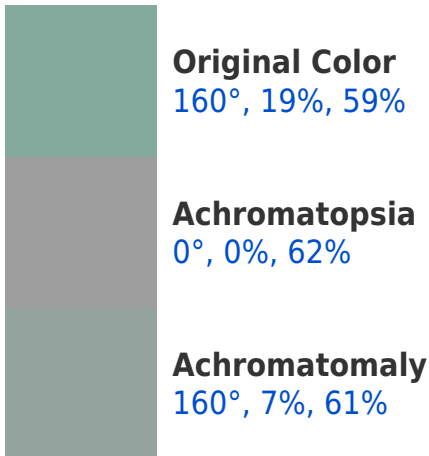 Original Color
160°, 19%, 59%
Achromatopsia
0°, 0%, 62%
Achromatomaly
160°, 7%, 61%